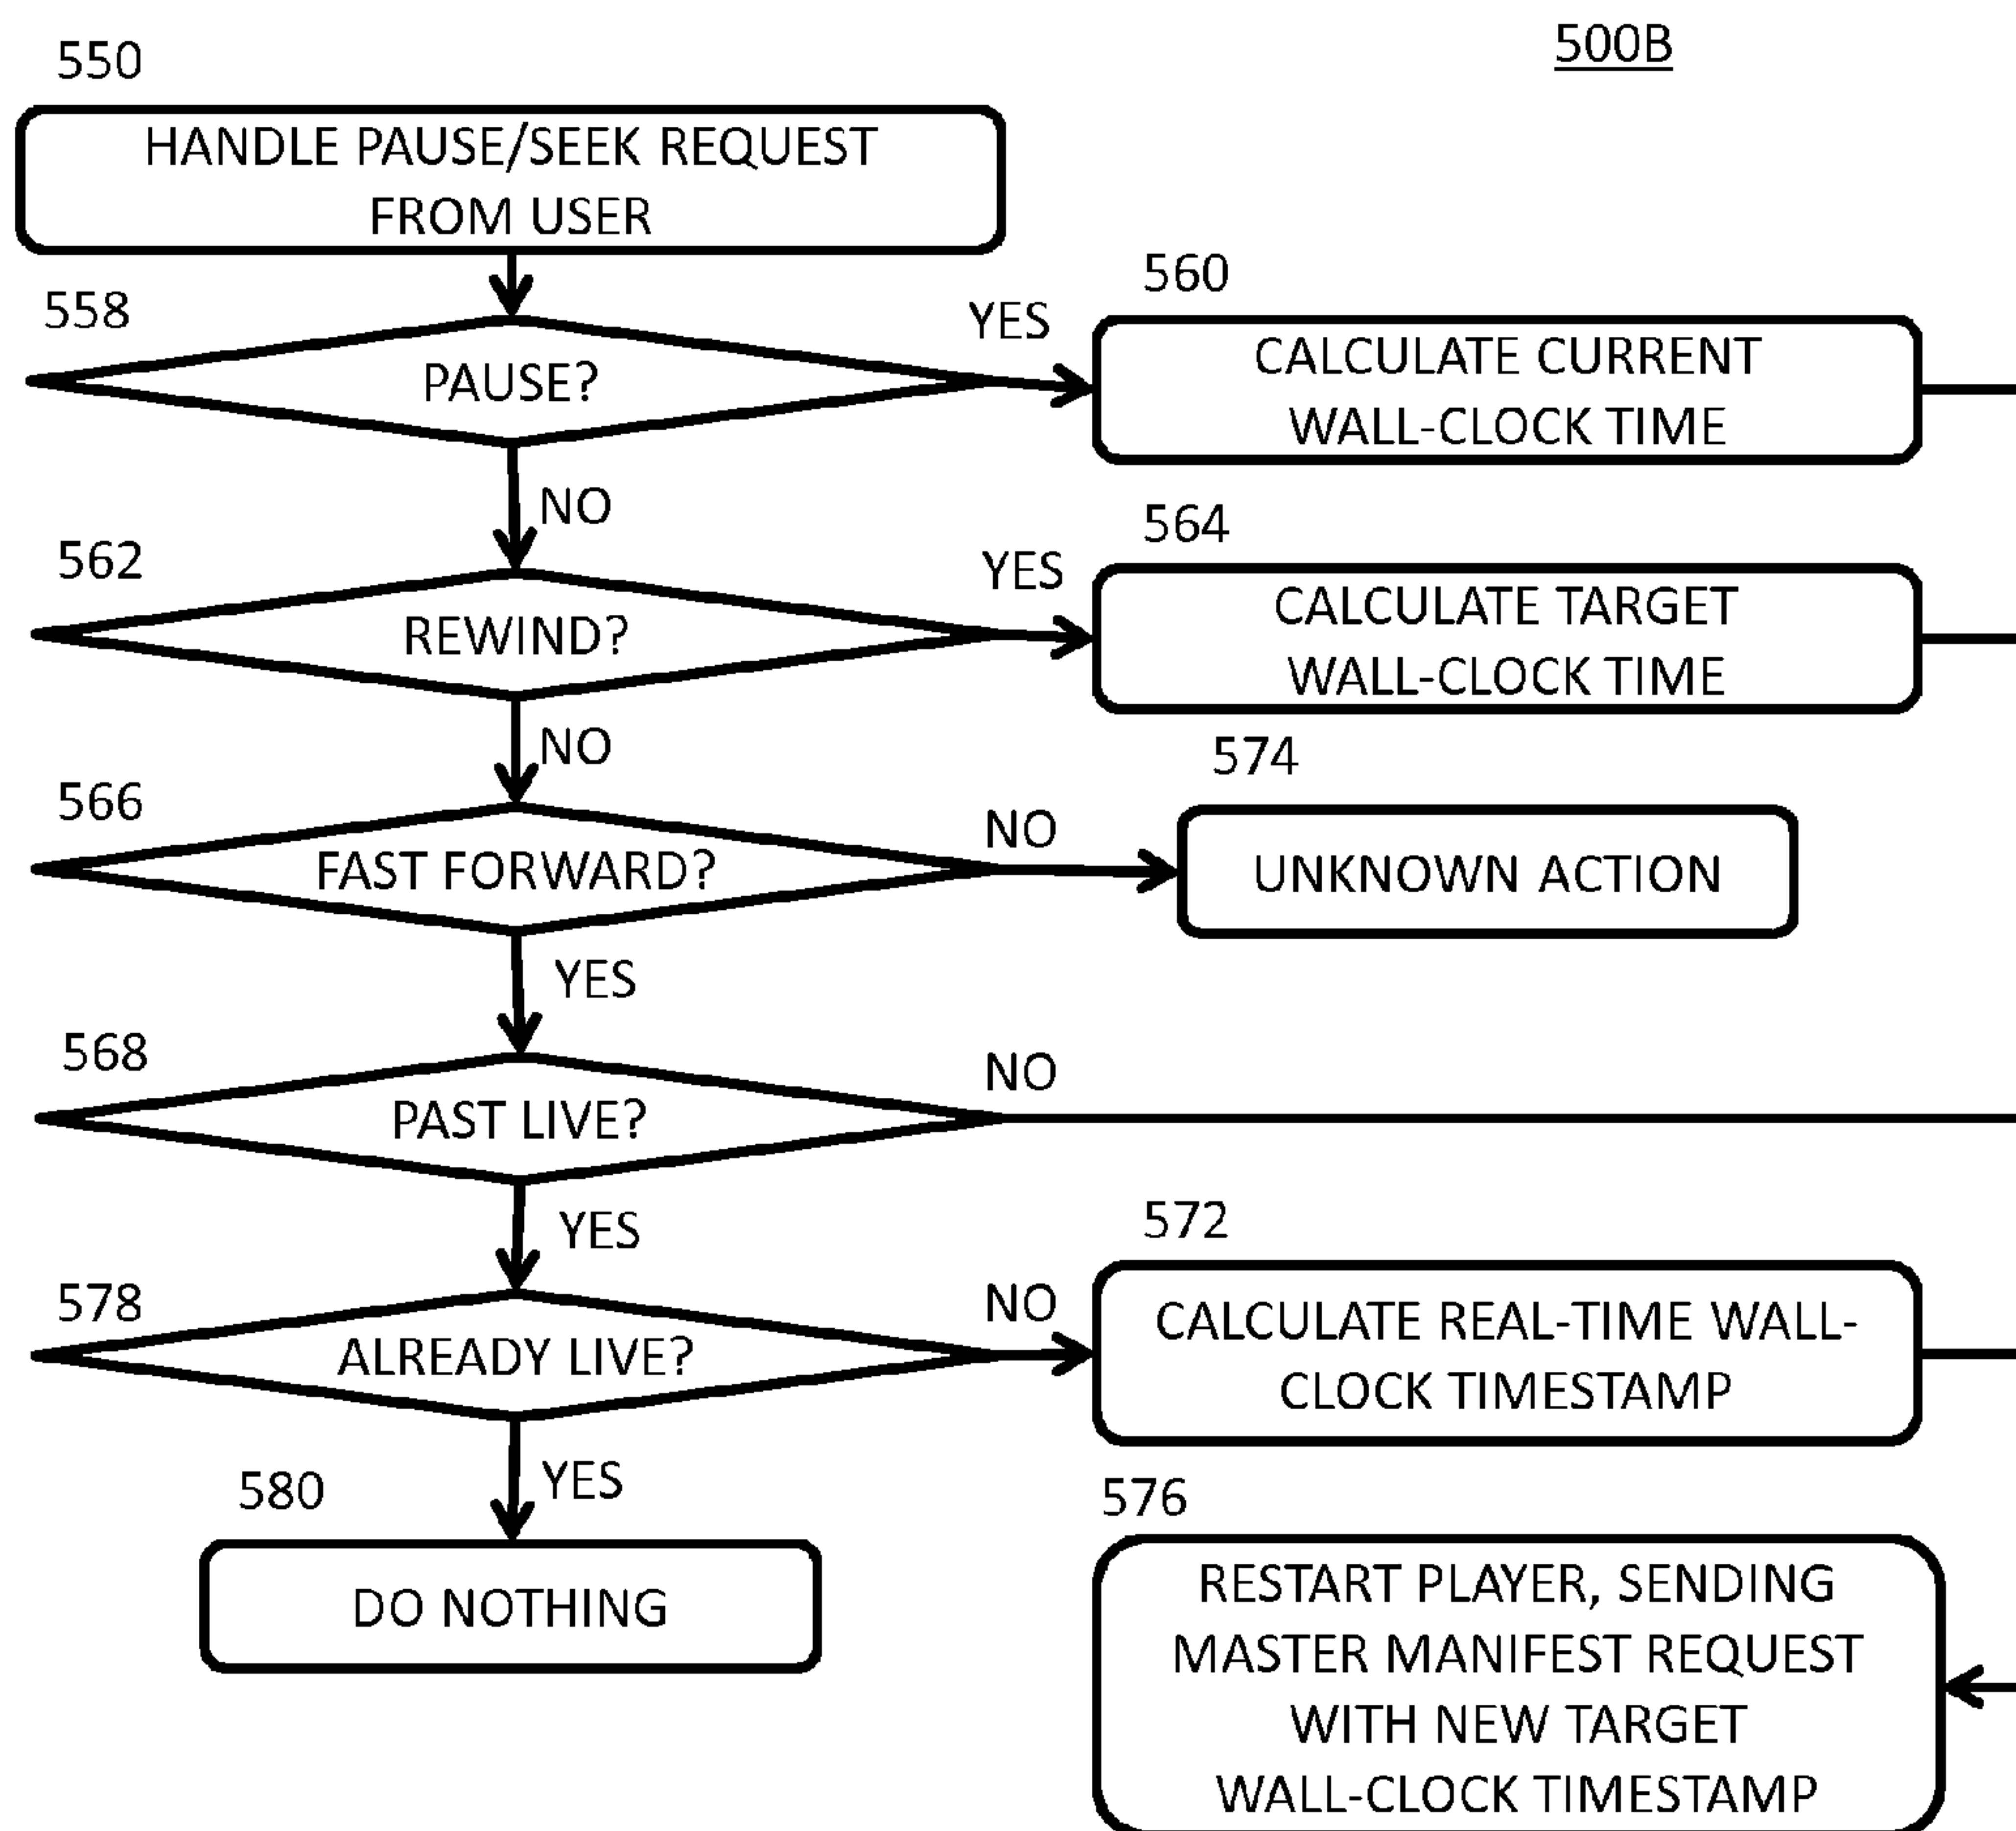 500B
550
HANDLE PAUSE/SEEK REQUEST
FROM USER
558
PAUSE?
YES
560
CALCULATE CURRENT
WALL-CLOCK TIME
NO
562
REWIND?
YES
564
CALCULATE TARGET
WALL-CLOCK TIME
NO
566
FAST FORWARD?
NO
574
UNKNOWN ACTION
YES
568
PAST LIVE?
NO
YES
578
ALREADY LIVE?
NO
572
CALCULATE REAL-TIME WALL-
CLOCK TIMESTAMP
YES
580
DO NOTHING
576
RESTART PLAYER, SENDING
MASTER MANIFEST REQUEST
WITH NEW TARGET
WALL-CLOCK TIMESTAMP